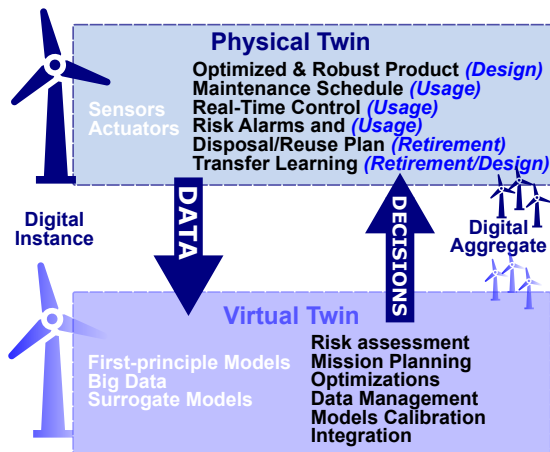 Physical Twin
Optimized & Robust Product (Design)
Maintenance Schedule (Usage)
Sensors
Real-Time Control (Usage)
Actuators
Risk Alarms and (Usage)
Disposal/Reuse Plan (Retirement)
Transfer Learning (Retirement/Design)
Digital
Instance
DATA
DECISIONS
Digital
Aggregate
Virtual Twin
First-principle Models
Big Data
Surrogate Models
Risk assessment
Mission Planning
Optimizations
Data Management
Models Calibration
Integration